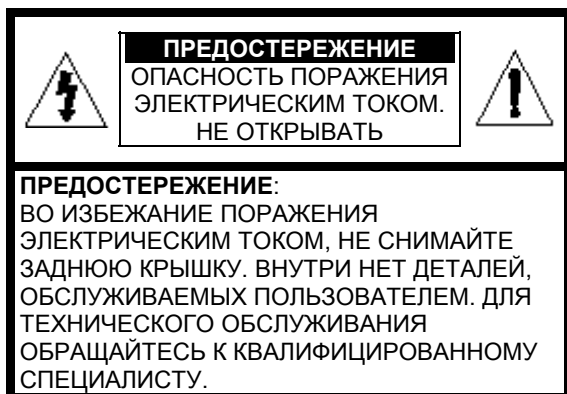 ПРЕДОСТЕРЕЖЕНИЕ
ОПАСНОСТЬ ПОРАЖЕНИЯ
ЭЛЕКТРИЧЕСКИМ ТОКОМ.
НЕ ОТКРЫВАТЬ
ПРЕДОСТЕРЕЖЕНИЕ:
ВО ИЗБЕЖАНИЕ ПОРАЖЕНИЯ
ЭЛЕКТРИЧЕСКИМ ТОКОМ, НЕ СНИМАЙТЕ
ЗАДНЮЮ КРЫШКУ. ВНУТРИ НЕТ ДЕТАЛЕЙ,
ОБСЛУЖИВАЕМЫХ ПОЛЬЗОВАТЕЛЕМ. ДЛЯ
ТЕХНИЧЕСКОГО ОБСЛУЖИВАНИЯ
ОБРАЩАЙТЕСЬ К КВАЛИФИЦИРОВАННОМУ
СПЕЦИАЛИСТУ.